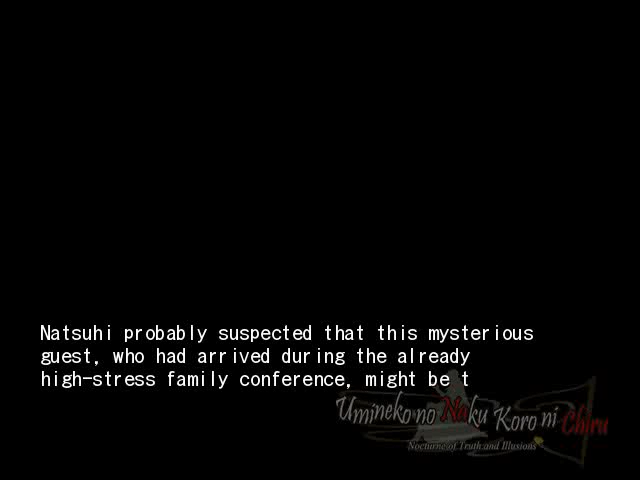 Natsuhi probably suspected that this mysterious
guest, who had arrived during the already
high-stress family conference, might be t
Umineko no Naku Koro ni Chiru
Nocturne of Truth and Illusions